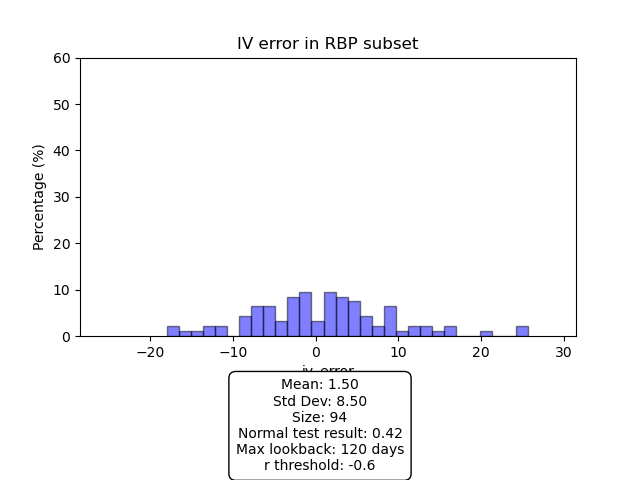 IV error in RBP subset
Percentage (%)
60
50
40
30
20
10
0
−20
−10
0
10
20
30
iv_error
Mean: 1.50
Std Dev: 8.50
Size: 94
Normal test result: 0.42
Max lookback: 120 days
r threshold: -0.6